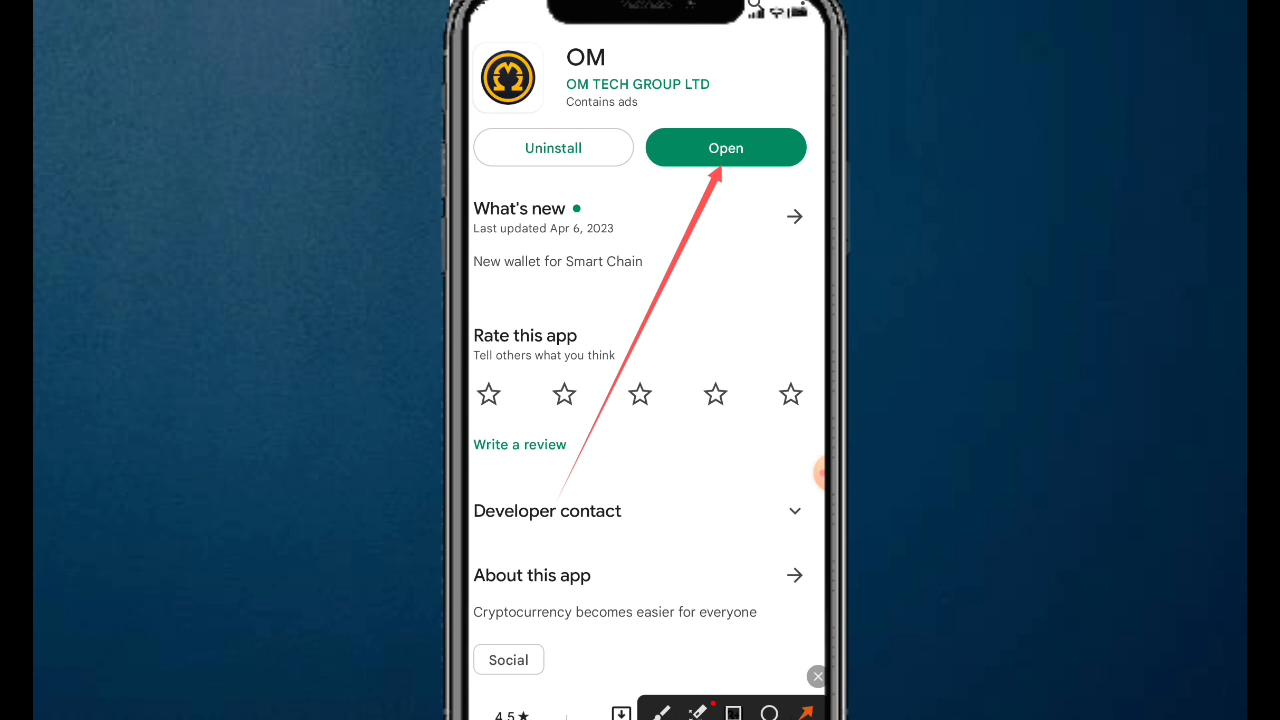 OM
OM TECH GROUP LTD
Contains ads
Uninstall
Open
What's new
Last updated Apr 6, 2023
New wallet for Smart Chain
Rate this app
Tell others what you think
Write a review
Developer contact
About this app
Cryptocurrency becomes easier for everyone
Social
4.5★